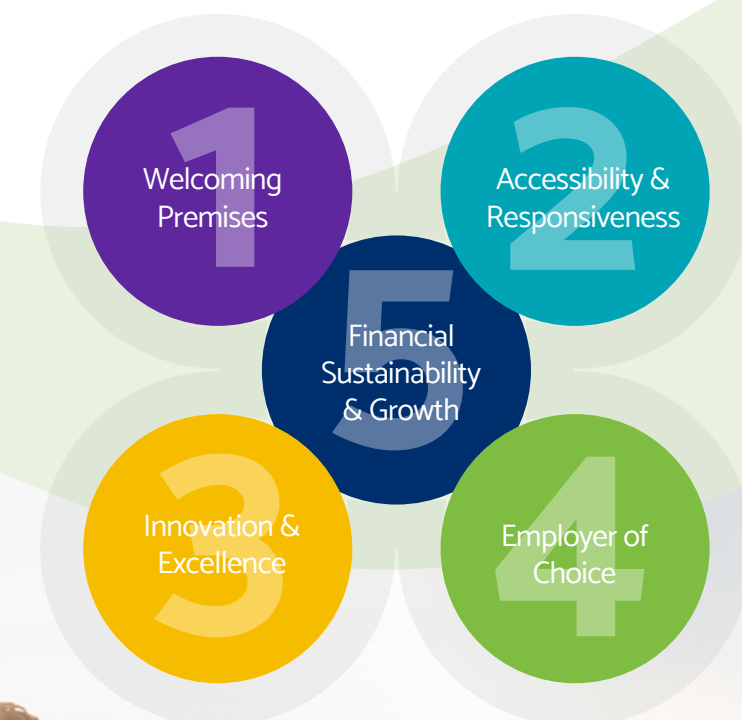 1
Welcoming
Premises
2
Accessibility &
Responsiveness
5
Financial
Sustainability
& Growth
3
Innovation &
Excellence
4
Employer of
Choice